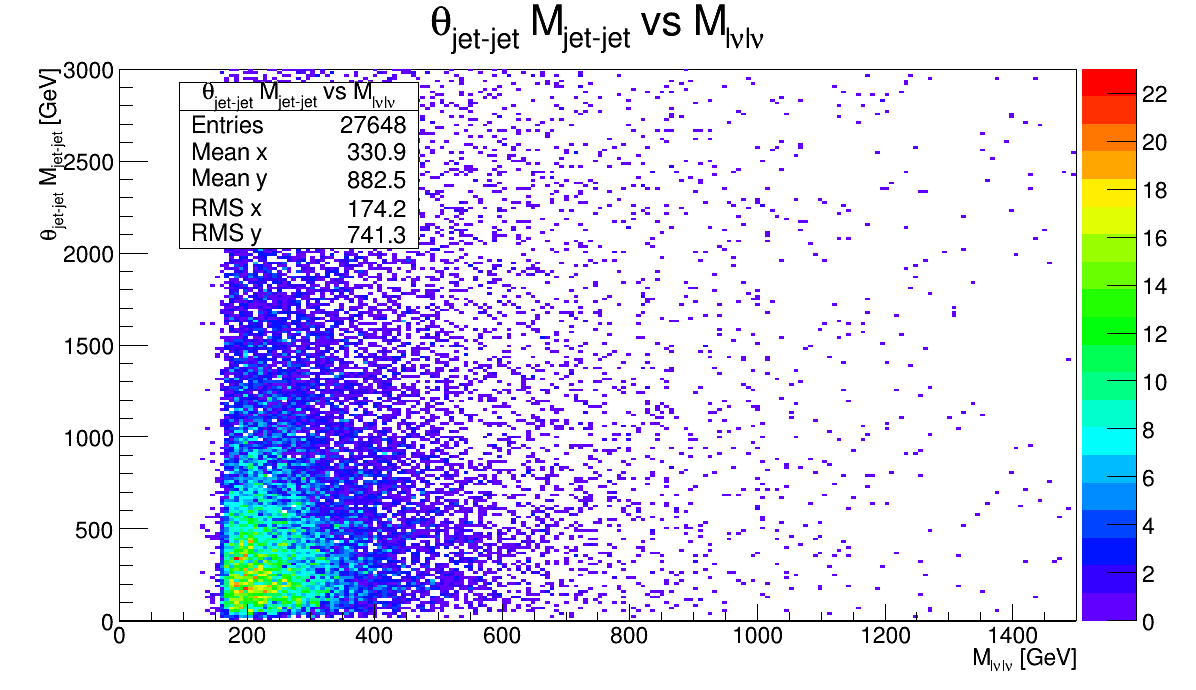 θjet-jet Mjet-jet vs Mlνlν
θjet-jet Mjet-jet [GeV]
3000
2500
2000
1500
1000
500
0
θjet-jet Mjet-jet vs Mlνlν
Entries 27648
Mean x 330.9
Mean y 882.5
RMS x 174.2
RMS y 741.3
22
20
18
16
14
12
10
8
6
4
2
0
0 200 400 600 800 1000 1200 1400
Mlνlν [GeV]